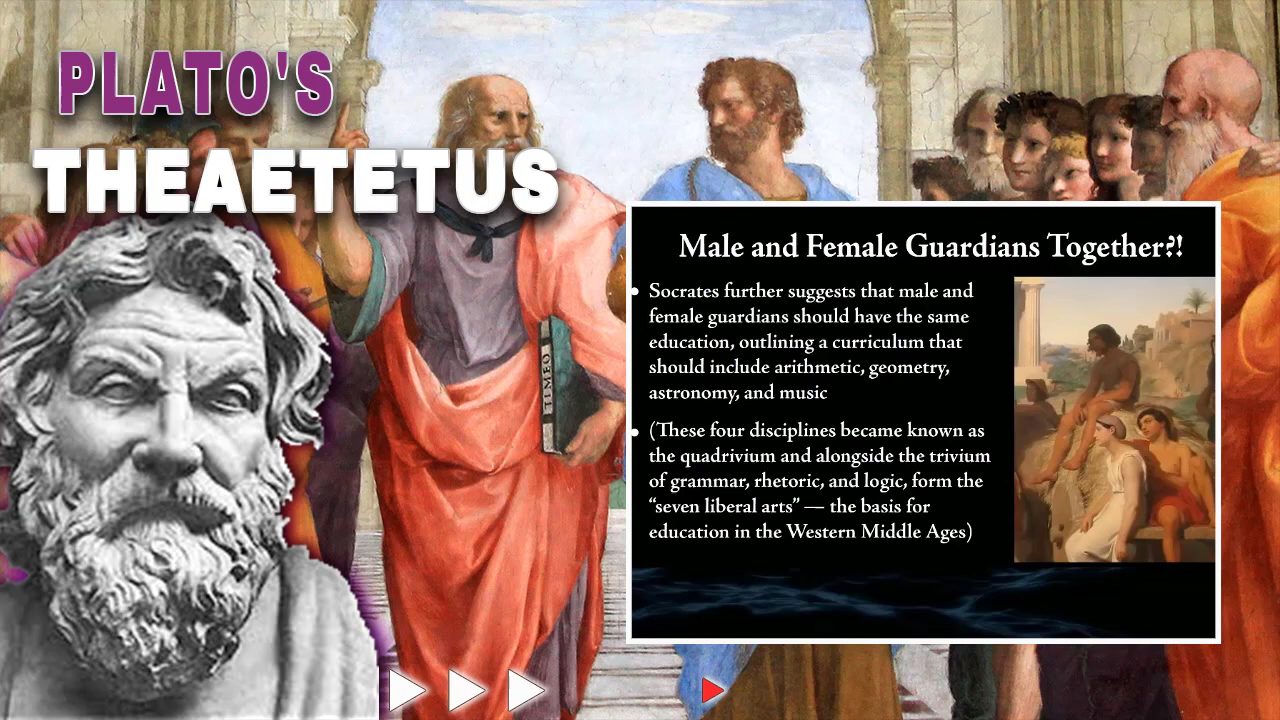 PLATO'S
THEAETETUS
TIMEO
Male and Female Guardians Together?!
• Socrates further suggests that male and
female guardians should have the same
education, outlining a curriculum that
should include arithmetic, geometry,
astronomy, and music
• (These four disciplines became known as
the quadrivium and alongside the trivium
of grammar, rhetoric, and logic, form the
“seven liberal arts” — the basis for
education in the Western Middle Ages)